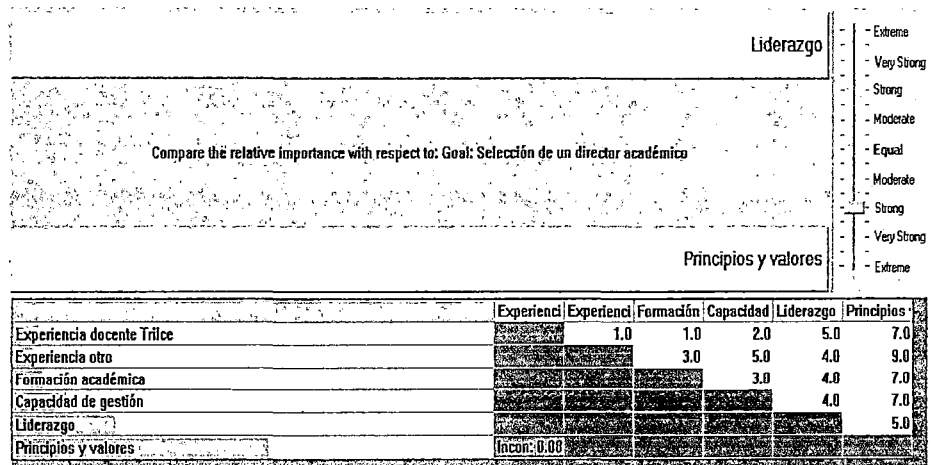 Liderazgo
Extreme
Very Strong
Strong
Moderate
Equal
Moderate
Strong
Very Strong
Extreme
Compare the relative importance with respect to: Goal: Selección de un director académico
Principios y valores
Experienci Experienci Formación Capacidad Liderazgo Principios
Experiencia docente Trilce 1.0 1.0 2.0 5.0 7.0
Experiencia otro 3.0 5.0 4.0 9.0
Formación académica 3.0 4.0 7.0
Capacidad de gestión 4.0 7.0
Liderazgo 5.0
Principios y valores Incon: 0.08